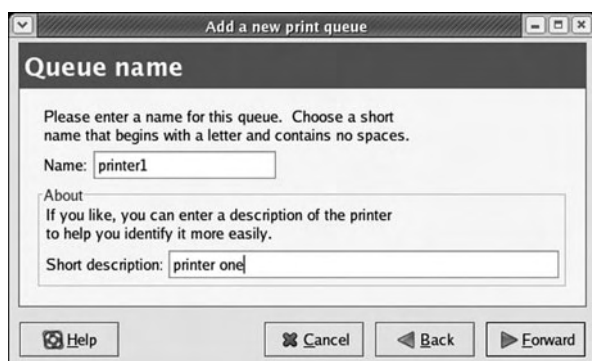 Add a new print queue
Queue name
Please enter a name for this queue. Choose a short
name that begins with a letter and contains no spaces.
Name: printer1
About
If you like, you can enter a description of the printer
to help you identify it more easily.
Short description: printer one
Help Cancel Back Forward